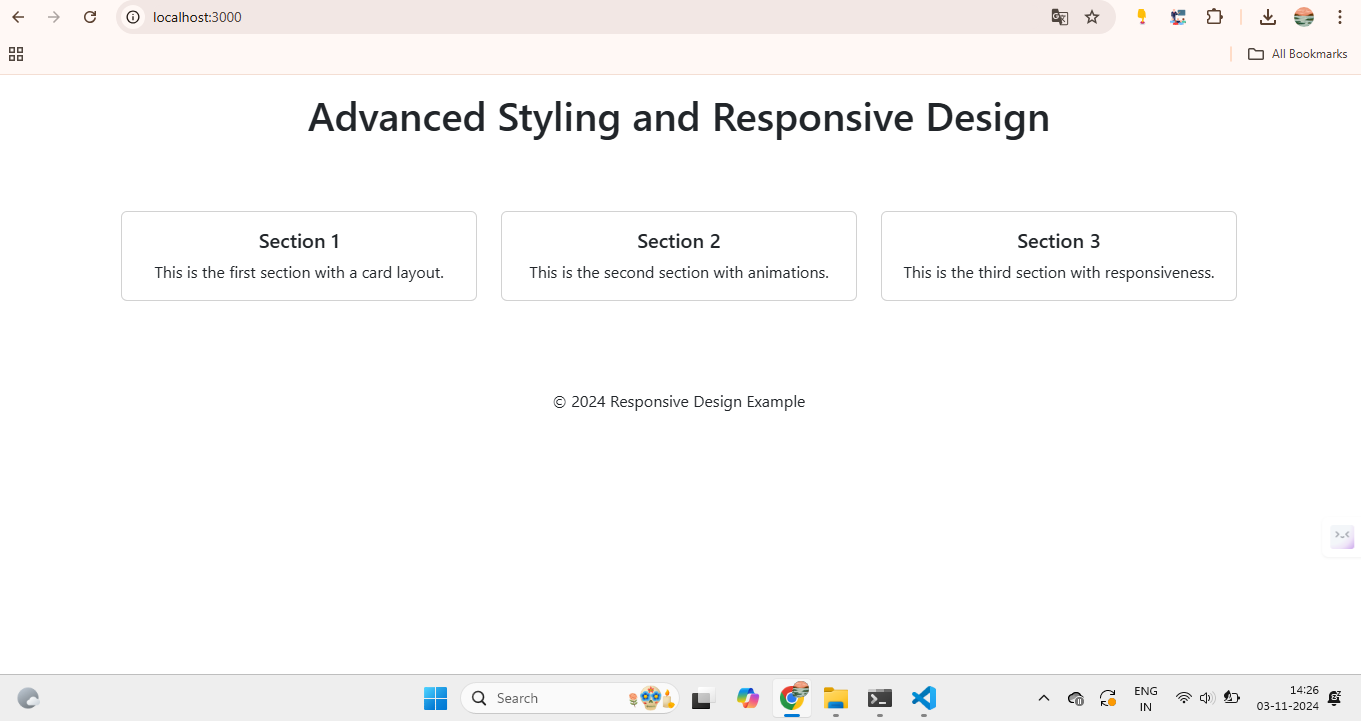 localhost:3000
All Bookmarks
Advanced Styling and Responsive Design
Section 1
This is the first section with a card layout.
Section 2
This is the second section with animations.
Section 3
This is the third section with responsiveness.
© 2024 Responsive Design Example
Search
ENG
IN
14:26
03-11-2024